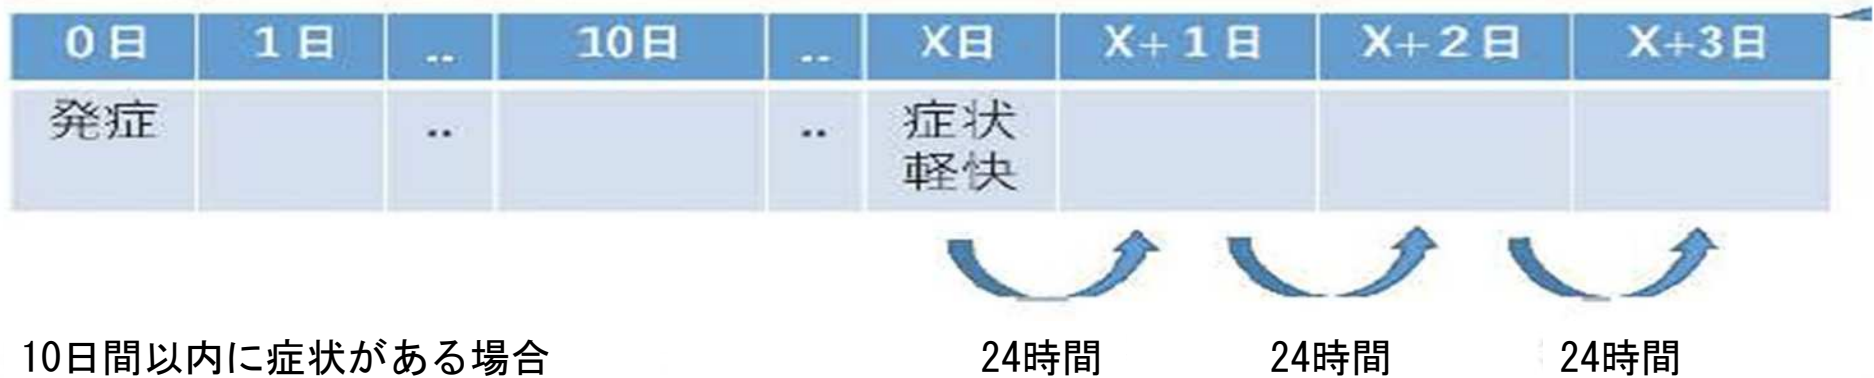 0日 1日 .. 10日 .. X日 X+1日 X+2日 X+3日
発症 .. .. 症状
軽快
10日間以内に症状がある場合 24時間 24時間 24時間